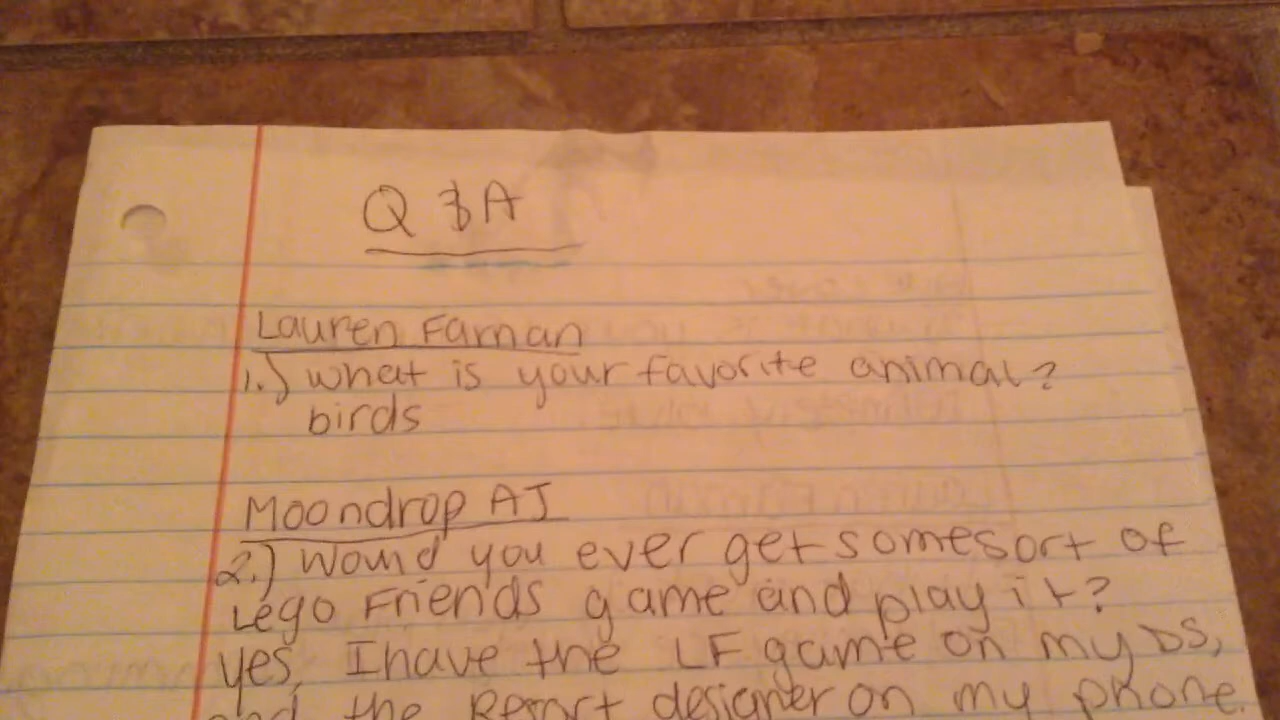 Q & A
Lauren Farnan
1.) what is your favorite animal?
birds
Moondrop AJ
2.) Would you ever get somesort of
Lego Friends game and play it?
yes, I have the LF game on my DS,
and the Resort designer on my phone.